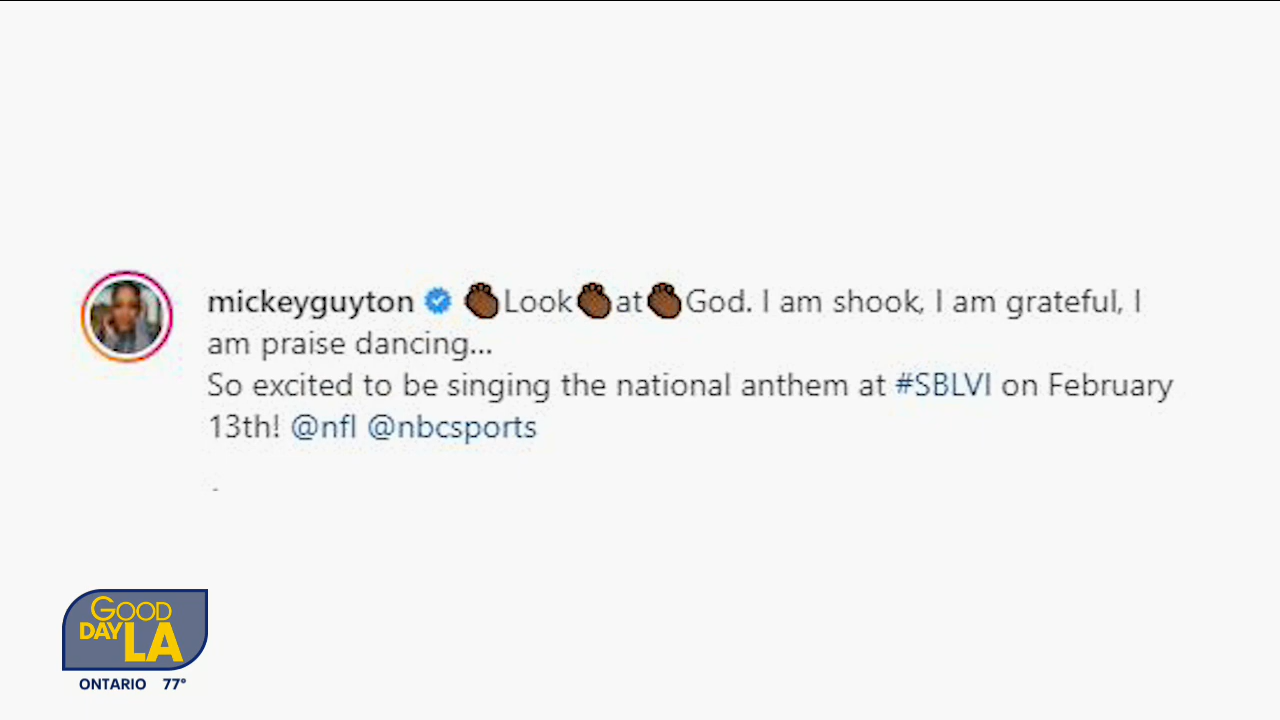 mickeyguyton 👏🏾Look👏🏾at👏🏾God. I am shook, I am grateful, I
am praise dancing...
So excited to be singing the national anthem at #SBLVI on February
13th! @nfl @nbcsports
GOOD
DAY LA
ONTARIO 77°